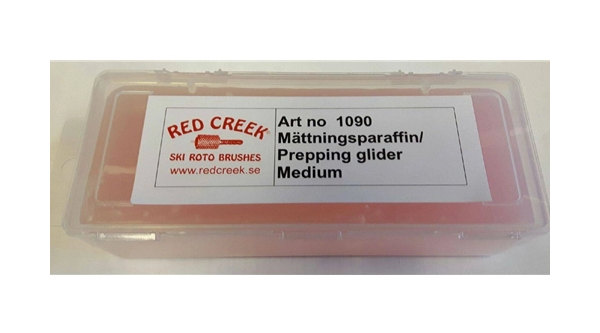 RED CREEK®
SKI ROTO BRUSHES
www.redcreek.se
Art no 1090
Mättningsparaffin/
Prepping glider
Medium